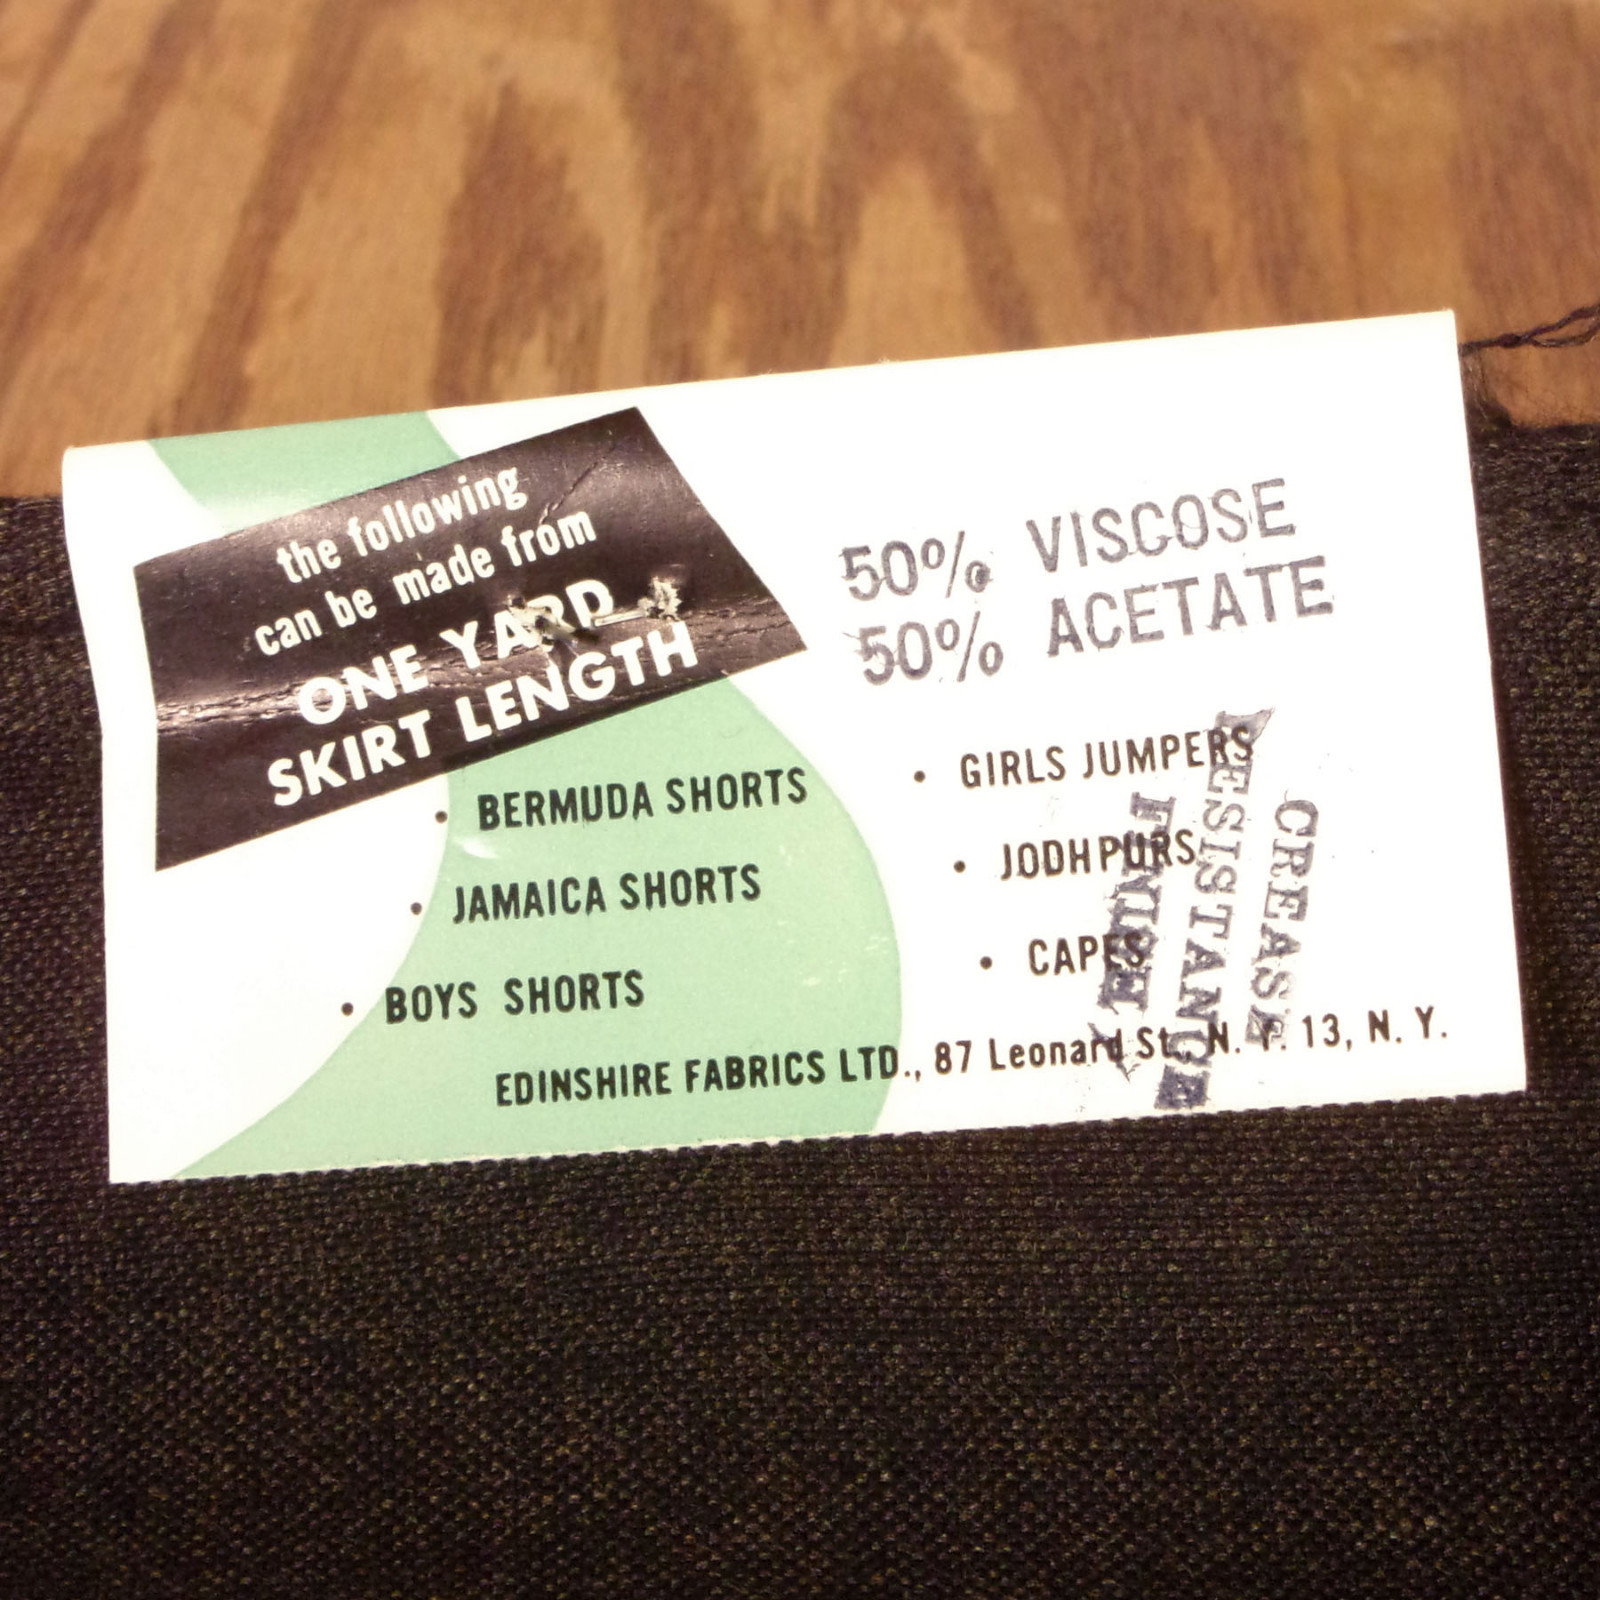 the following
can be made from
ONE YARD
SKIRT LENGTH
50% VISCOSE
50% ACETATE
• BERMUDA SHORTS
• JAMAICA SHORTS
• BOYS SHORTS
• GIRLS JUMPERS
• JODHPURS
• CAPES
EDINSHIRE FABRICS LTD., 87 Leonard St., N. Y. 13, N. Y.
CREASE
RESISTANCE